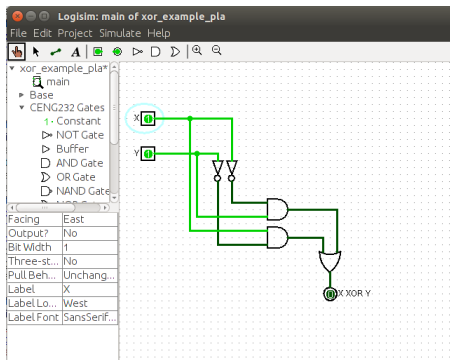 Logisim: main of xor_example_pla
File Edit Project Simulate Help
A
xor_example_pla*
main
Base
CENG232 Gates
1 Constant
NOT Gate
Buffer
AND Gate
OR Gate
NAND Gate
Facing East
Output? No
Bit Width 1
Three-st... No
Pull Beh... Unchang...
Label X
Label Lo... West
Label Font SansSerif...
X 1
Y 1
X XOR Y